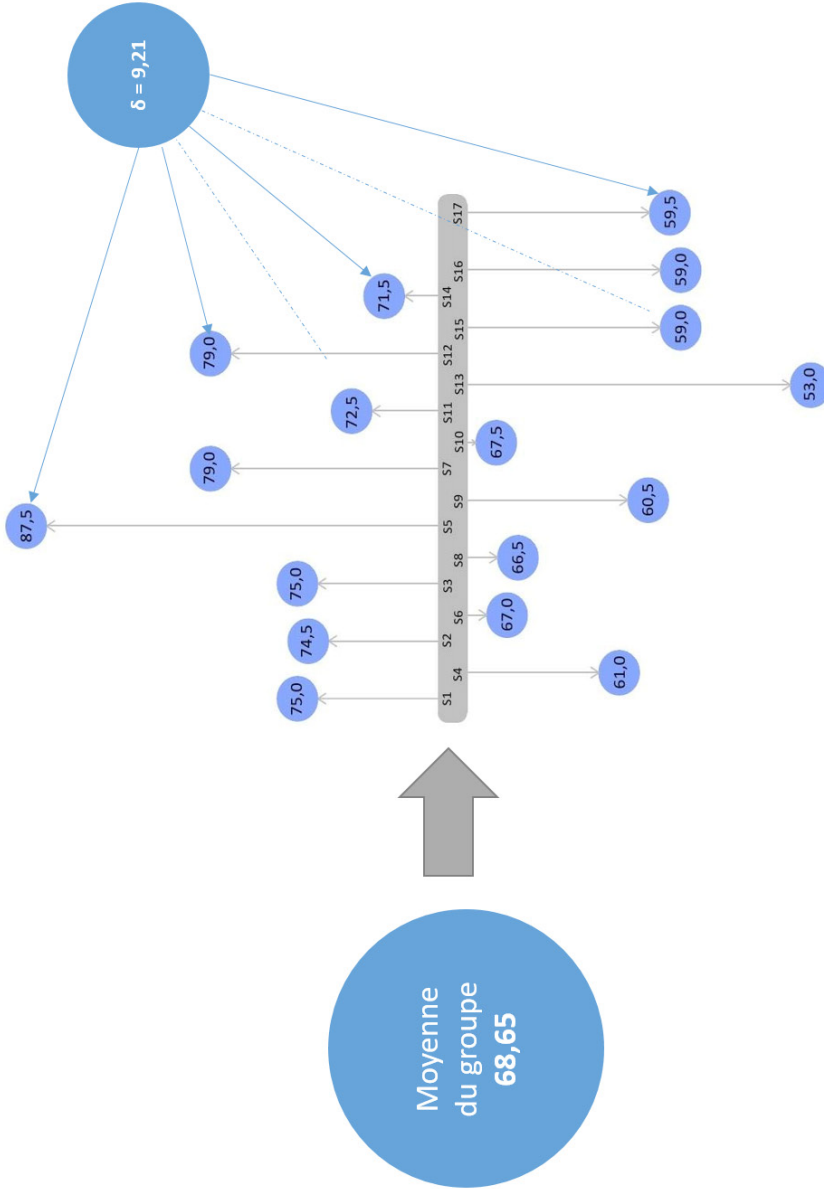 Moyenne
du groupe
68,65
δ = 9,21
87,5
79,0
79,0
75,0
75,0
74,5
72,5
71,5
S1
S4
S2
S6
S3
S8
S5
S9
S7
S10
S11
S13
S12
S15
S14
S16
S17
67,5
67,0
66,5
61,0
60,5
59,5
59,0
59,0
53,0